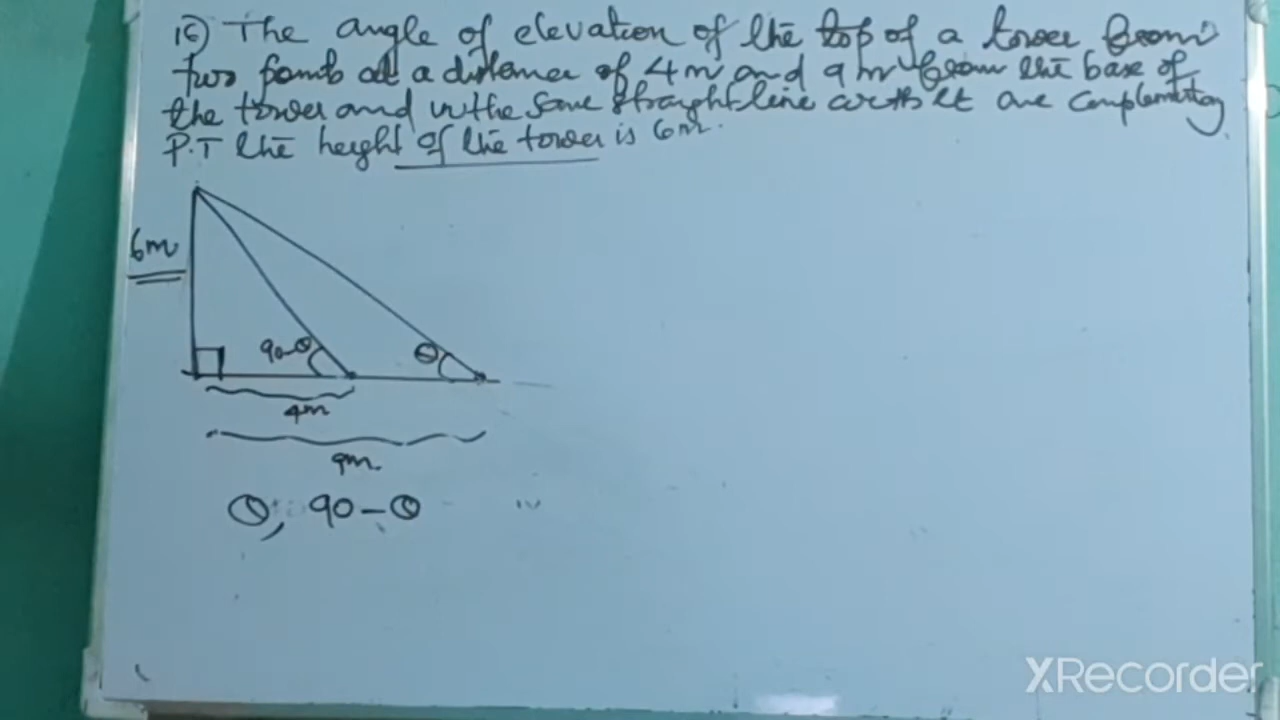 16) The angle of elevation of the top of a tower from
two points at a distance of 4m and 9m from the base of
the tower and in the same straight line with it are complementary
P.T the height of the tower is 6m.
6m
90-θ
θ
4m
9m.
θ, 90-θ
XRecorder